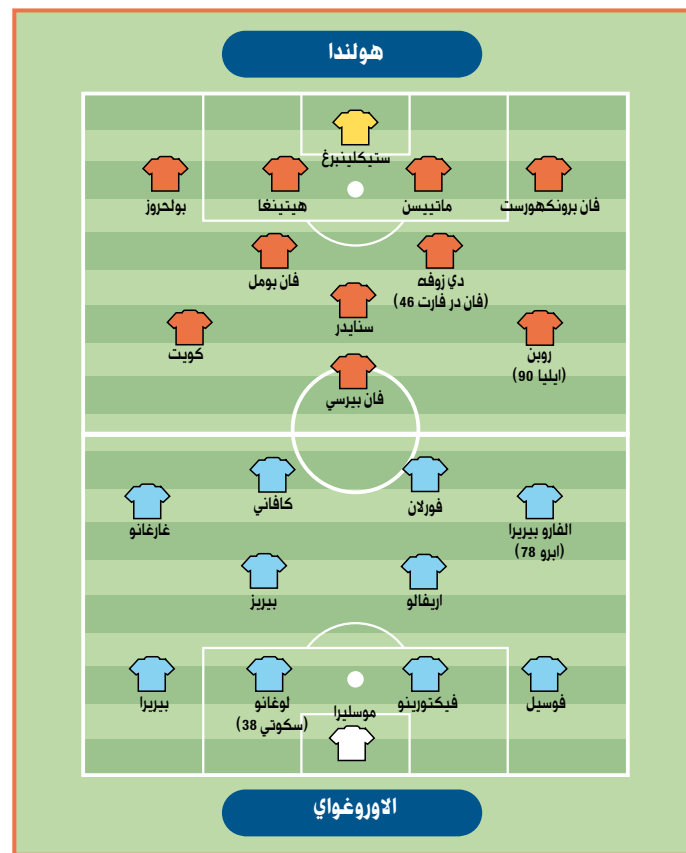 هولندا
ستيكلينبرغ
فان برونكهورست
ماتييسن
هيتينغا
بولحروز
دي زوفه
(فان در فارت 46)
فان بومل
سنايدر
روبن
(ايليا 90)
كويت
فان بيرسي
فورلان
كافاني
الفارو بيريرا
(ابرو 78)
غارغانو
اريفالو
بيريز
فوسيل
فيكتورينو
لوغانو
(سكوتي 38)
بيريرا
موسليرا
الاوروغواي